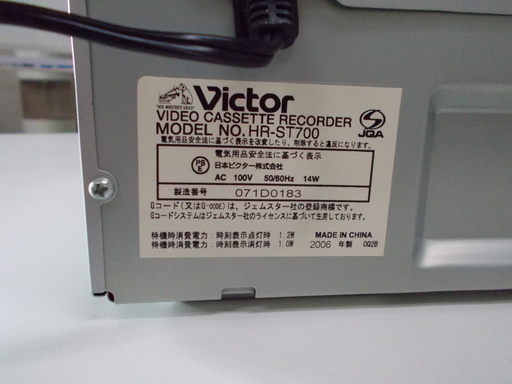 "HIS MASTER'S VOICE"
Victor
VIDEO CASSETTE RECORDER
MODEL NO. HR-ST700
JQA
電気用品安全法に基づく表示を改変したり、削除すると違反になります。
PSE
電気用品安全法に基づく表示
日本ビクター株式会社
AC 100V 50/60Hz 14W
製造番号 071D0183
Gコード(又はG-CODE)は、ジェムスター社の登録商標です。
Gコードシステムはジェムスター社のライセンスに基づいて生産しております。
待機時消費電力:時刻表示点灯時 1.2W MADE IN CHINA
待機時消費電力:時刻表示消灯時 1.0W 2006 年製 0Q2B